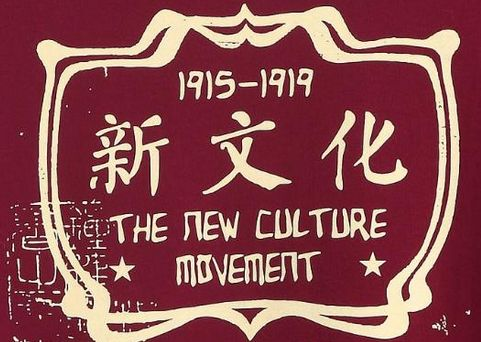 1915-1919
新文化
THE NEW CULTURE
MOVEMENT